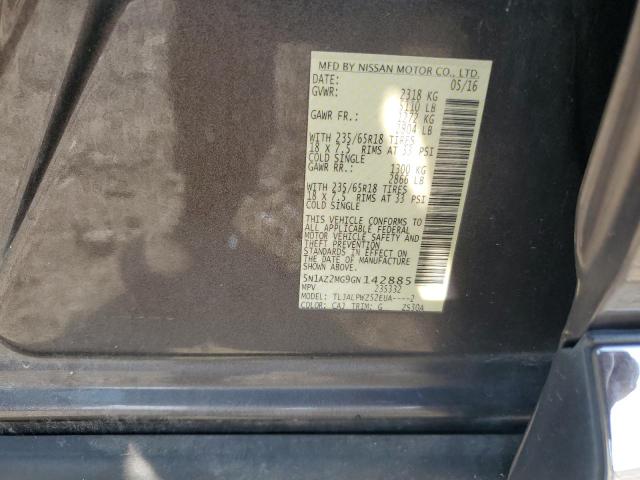 MFD BY NISSAN MOTOR CO., LTD.
DATE: 05/16
GVWR: 2318 KG
5110 LB
GAWR FR.: 1272 KG
2804 LB
WITH 235/65R18 TIRES
18 X 7.5 RIMS AT 33 PSI
COLD SINGLE
GAWR RR.: 1300 KG
2866 LB
WITH 235/65R18 TIRES
18 X 7.5 RIMS AT 33 PSI
COLD SINGLE
THIS VEHICLE CONFORMS TO
ALL APPLICABLE FEDERAL
MOTOR VEHICLE SAFETY AND
THEFT PREVENTION
STANDARDS IN EFFECT ON
THE DATE OF MANUFACTURE
SHOWN ABOVE.
5N1AZ2MG9GN142885
MPV 235332
MODEL: TLJALPWZ52EUA----2
COLOR: CAJ TRIM: G Z530A